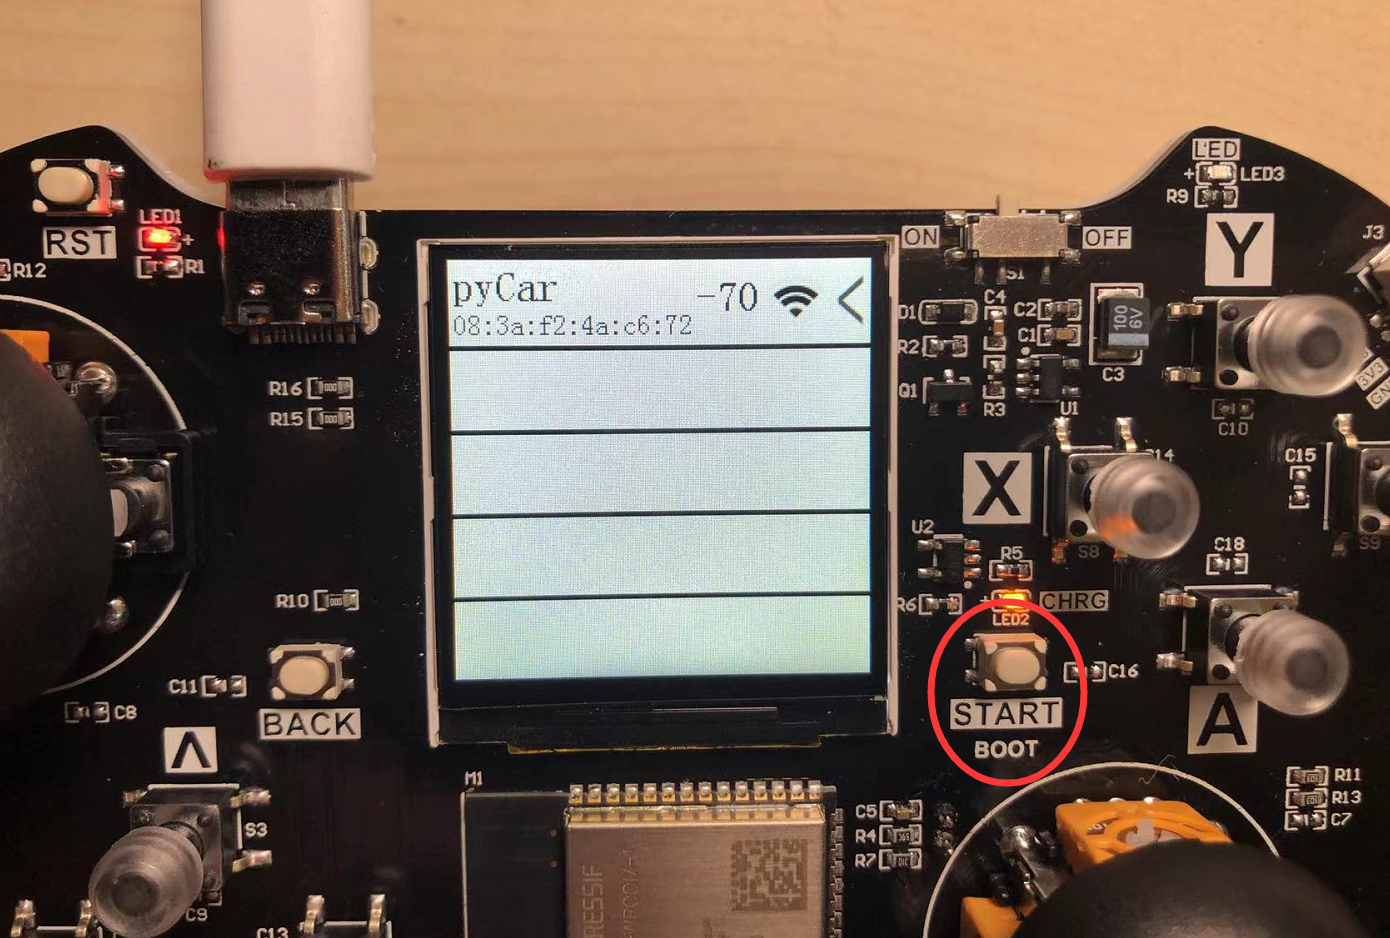 LED
LED3
R9
LED1
+
RST
R1
R12
ON
OFF
S1
Y
J3
pyCar
-70
08:3a:f2:4a:c6:72
D1
C4
C2
C1
R2
100
6V
C3
3V3
Q1
R3
U1
R16
R15
C10
X
C15
S8
S9
U2
R5
C18
R10
R6
CHRG
LED2
C11
C16
C8
BACK
START
BOOT
A
Λ
M1
R11
R13
C7
S3
C5
R4
R7
C9
C13